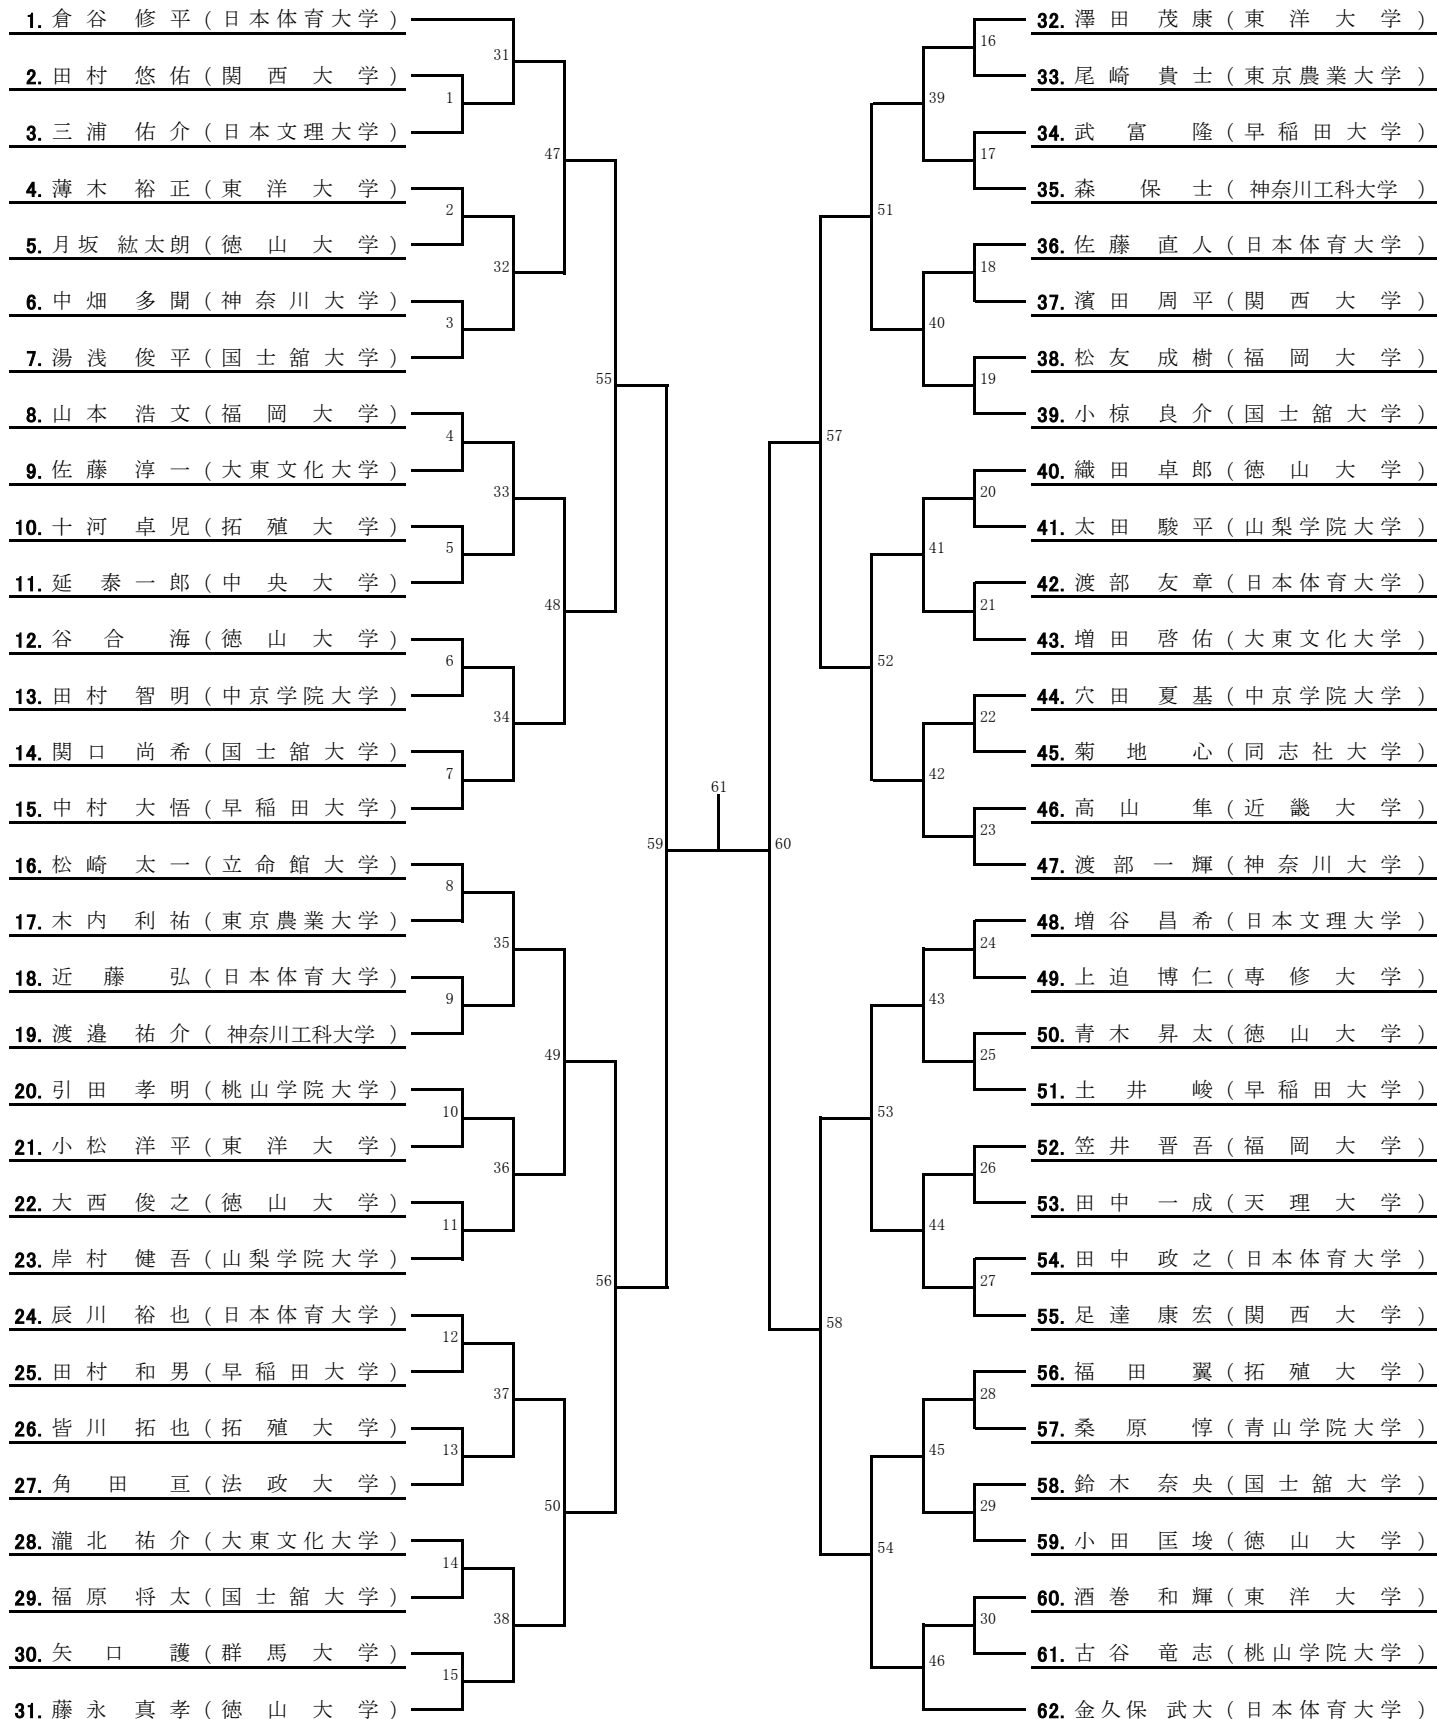 1. 倉谷 修平 (日本体育大学)
2. 田村 悠佑 (関西大学)
3. 三浦 佑介 (日本文理大学)
4. 薄木 裕正 (東洋大学)
5. 月坂 紘太朗 (徳山大学)
6. 中畑 多聞 (神奈川大学)
7. 湯浅 俊平 (国士舘大学)
8. 山本 浩文 (福岡大学)
9. 佐藤 淳一 (大東文化大学)
10. 十河 卓児 (拓殖大学)
11. 延 泰一郎 (中央大学)
12. 谷合 海 (徳山大学)
13. 田村 智明 (中京学院大学)
14. 関口 尚希 (国士舘大学)
15. 中村 大悟 (早稲田大学)
16. 松崎 太一 (立命館大学)
17. 木内 利祐 (東京農業大学)
18. 近藤 弘 (日本体育大学)
19. 渡邉 祐介 (神奈川工科大学)
20. 引田 孝明 (桃山学院大学)
21. 小松 洋平 (東洋大学)
22. 大西 俊之 (徳山大学)
23. 岸村 健吾 (山梨学院大学)
24. 辰川 裕也 (日本体育大学)
25. 田村 和男 (早稲田大学)
26. 皆川 拓也 (拓殖大学)
27. 角田 亘 (法政大学)
28. 瀧北 祐介 (大東文化大学)
29. 福原 将太 (国士舘大学)
30. 矢口 護 (群馬大学)
31. 藤永 真孝 (徳山大学)
1
2
3
4
5
6
7
8
9
10
11
12
13
14
15
31
32
33
34
35
36
37
38
47
48
49
50
55
56
59
61
60
57
58
51
52
53
54
39
40
41
42
43
44
45
46
16
17
18
19
20
21
22
23
24
25
26
27
28
29
30
32. 澤田 茂康 (東洋大学)
33. 尾崎 貴士 (東京農業大学)
34. 武富 隆 (早稲田大学)
35. 森 保士 (神奈川工科大学)
36. 佐藤 直人 (日本体育大学)
37. 濱田 周平 (関西大学)
38. 松友 成樹 (福岡大学)
39. 小椋 良介 (国士舘大学)
40. 織田 卓郎 (徳山大学)
41. 太田 駿平 (山梨学院大学)
42. 渡部 友章 (日本体育大学)
43. 増田 啓佑 (大東文化大学)
44. 穴田 夏基 (中京学院大学)
45. 菊地 心 (同志社大学)
46. 高山 隼 (近畿大学)
47. 渡部 一輝 (神奈川大学)
48. 増谷 昌希 (日本文理大学)
49. 上迫 博仁 (専修大学)
50. 青木 昇太 (徳山大学)
51. 土井 峻 (早稲田大学)
52. 笠井 晋吾 (福岡大学)
53. 田中 一成 (天理大学)
54. 田中 政之 (日本体育大学)
55. 足達 康宏 (関西大学)
56. 福田 翼 (拓殖大学)
57. 桑原 惇 (青山学院大学)
58. 鈴木 奈央 (国士舘大学)
59. 小田 匡埈 (徳山大学)
60. 酒巻 和輝 (東洋大学)
61. 古谷 竜志 (桃山学院大学)
62. 金久保 武大 (日本体育大学)